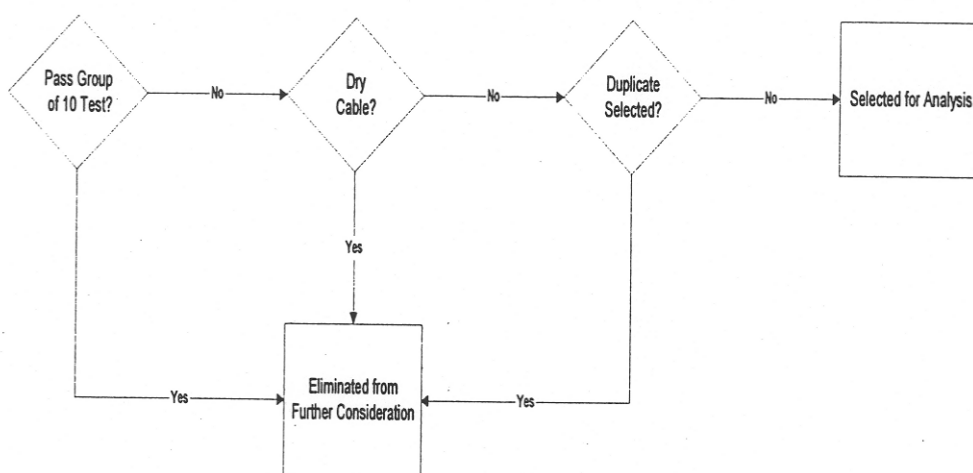 Pass Group
of 10 Test?
No
Dry
Cable?
No
Duplicate
Selected?
No
Selected for Analysis
Yes
Yes
Eliminated from
Further Consideration
Yes